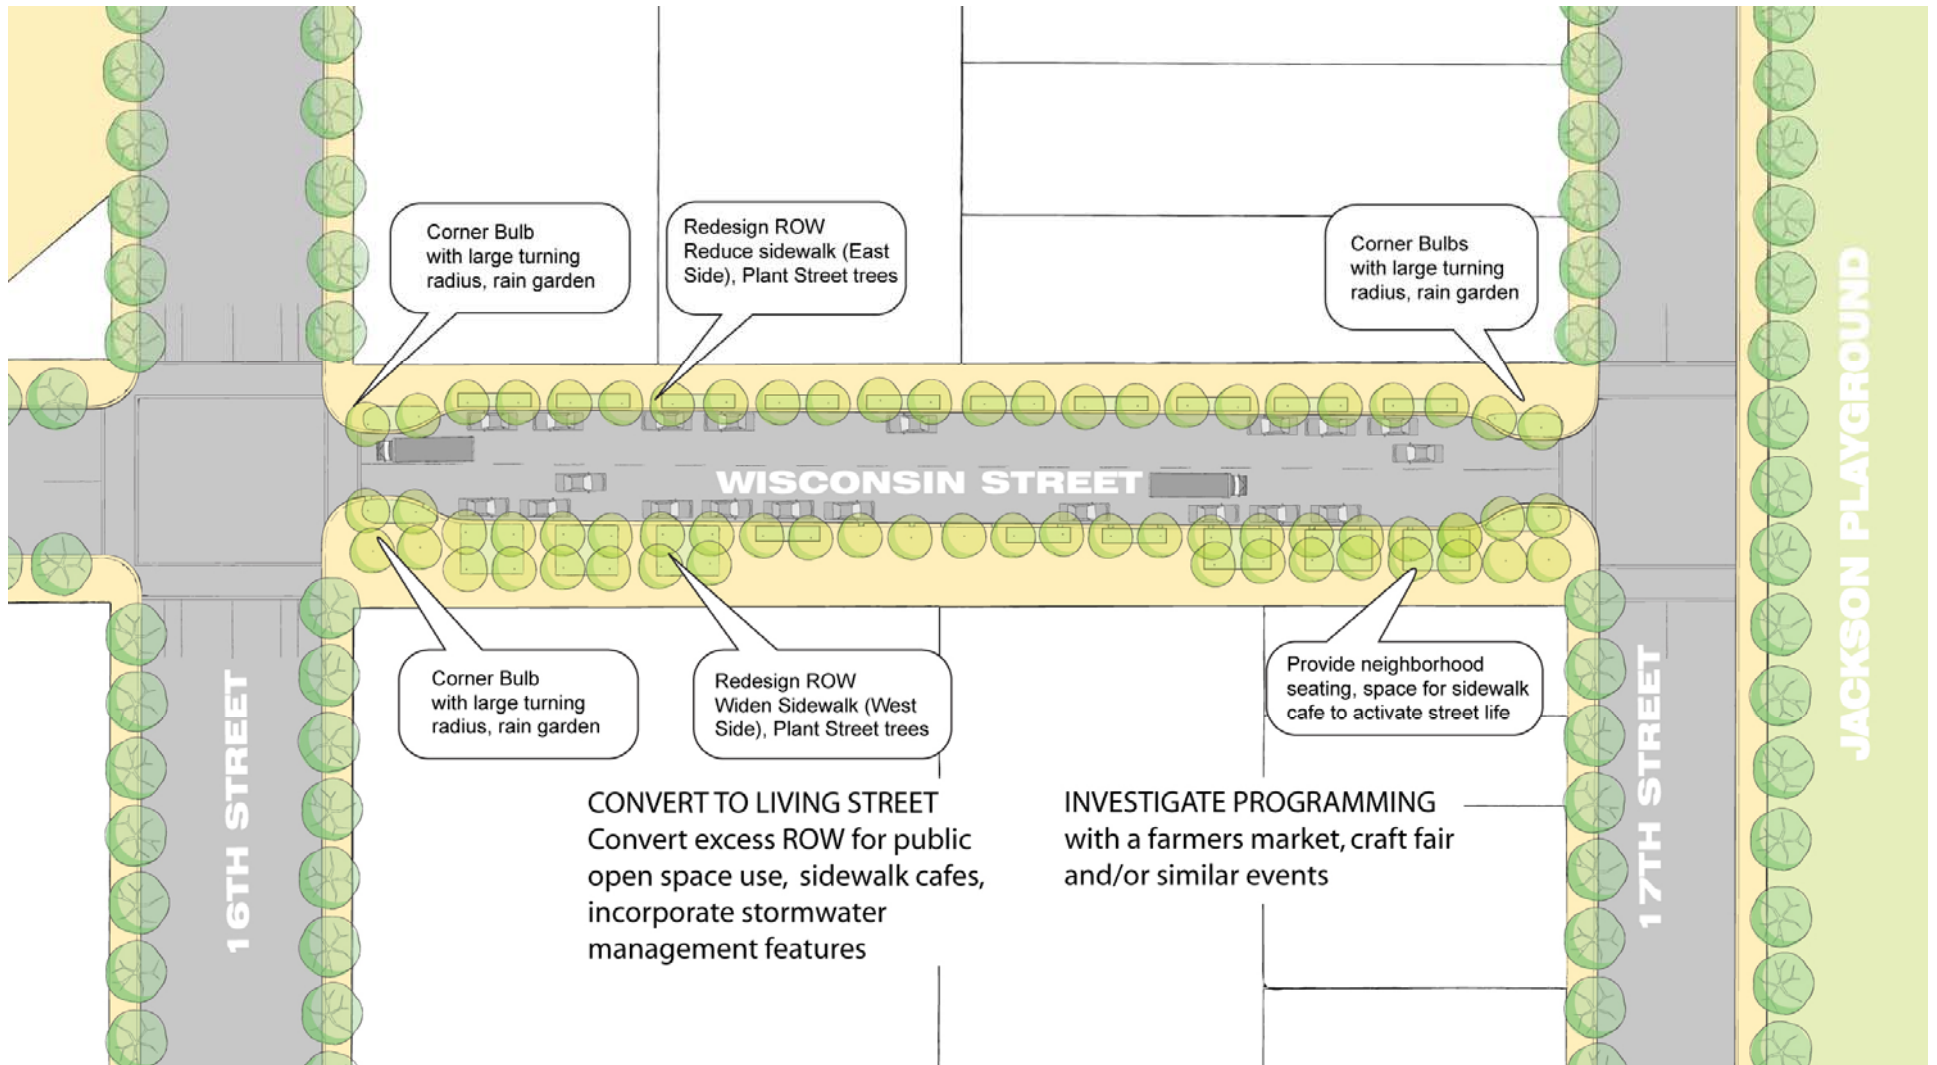 Corner Bulb
with large turning
radius, rain garden
Redesign ROW
Reduce sidewalk (East
Side), Plant Street trees
Corner Bulbs
with large turning
radius, rain garden
WISCONSIN STREET
JACKSON PLAYGROUND
Corner Bulb
with large turning
radius, rain garden
Redesign ROW
Widen Sidewalk (West
Side), Plant Street trees
Provide neighborhood
seating, space for sidewalk
cafe to activate street life
16TH STREET
17TH STREET
CONVERT TO LIVING STREET
Convert excess ROW for public
open space use, sidewalk cafes,
incorporate stormwater
management features
INVESTIGATE PROGRAMMING
with a farmers market, craft fair
and/or similar events